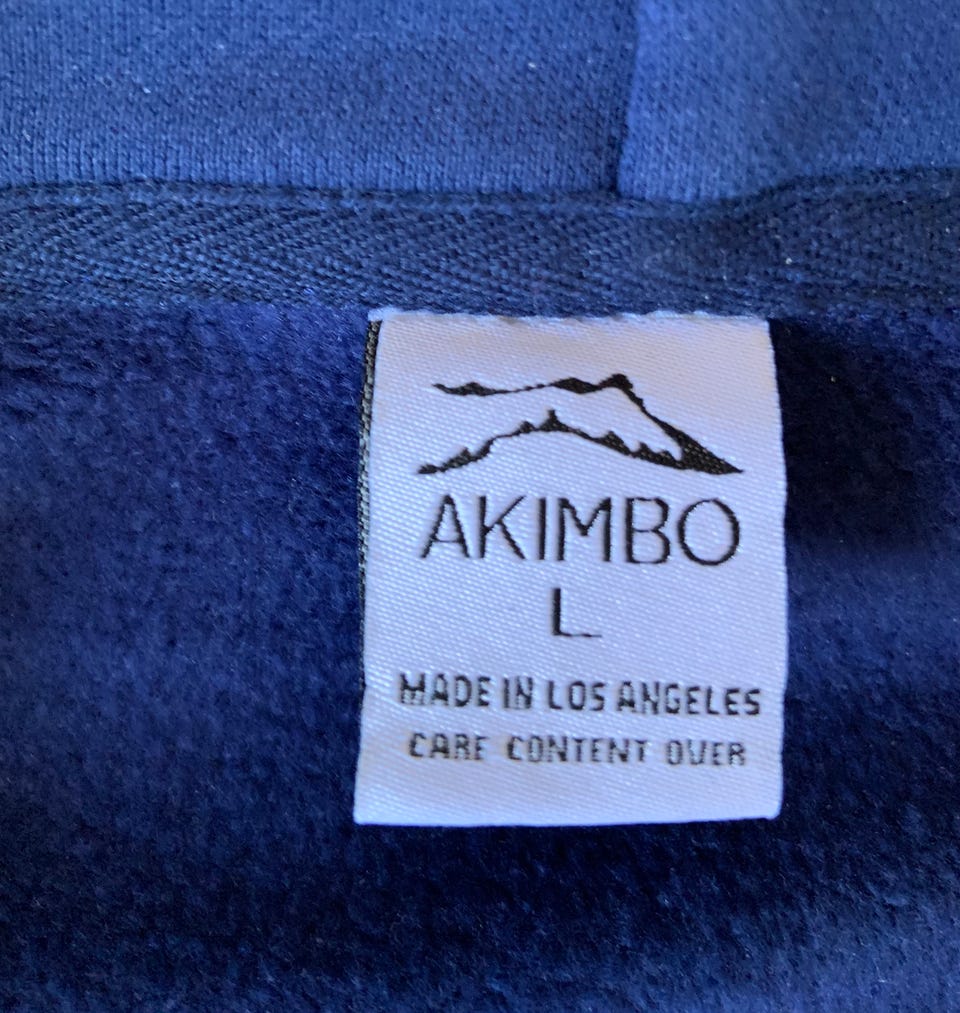 AKIMBO
L
MADE IN LOS ANGELES
CARE CONTENT OVER